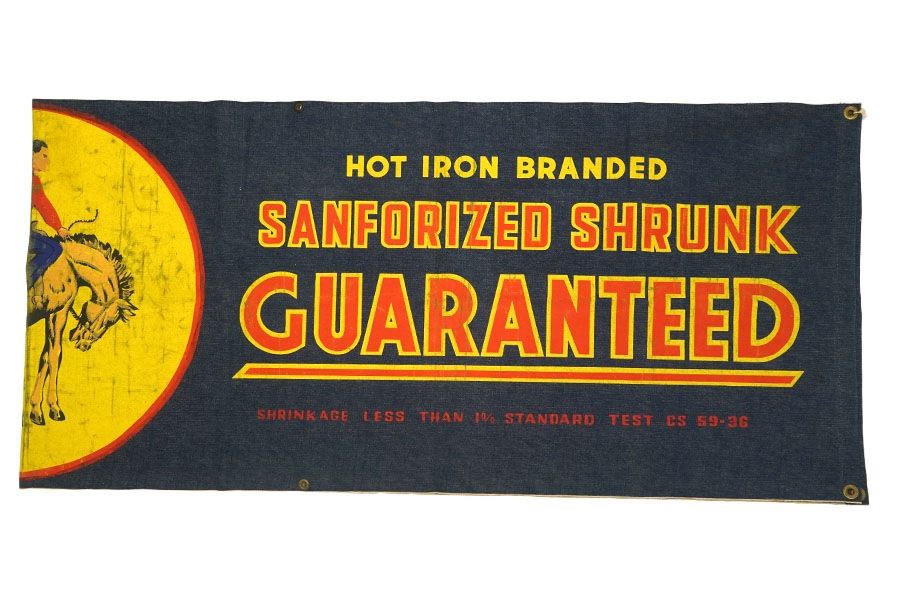 HOT IRON BRANDED
SANFORIZED SHRUNK
GUARANTEED
SHRINKAGE LESS THAN 1% STANDARD TEST CS 59-36